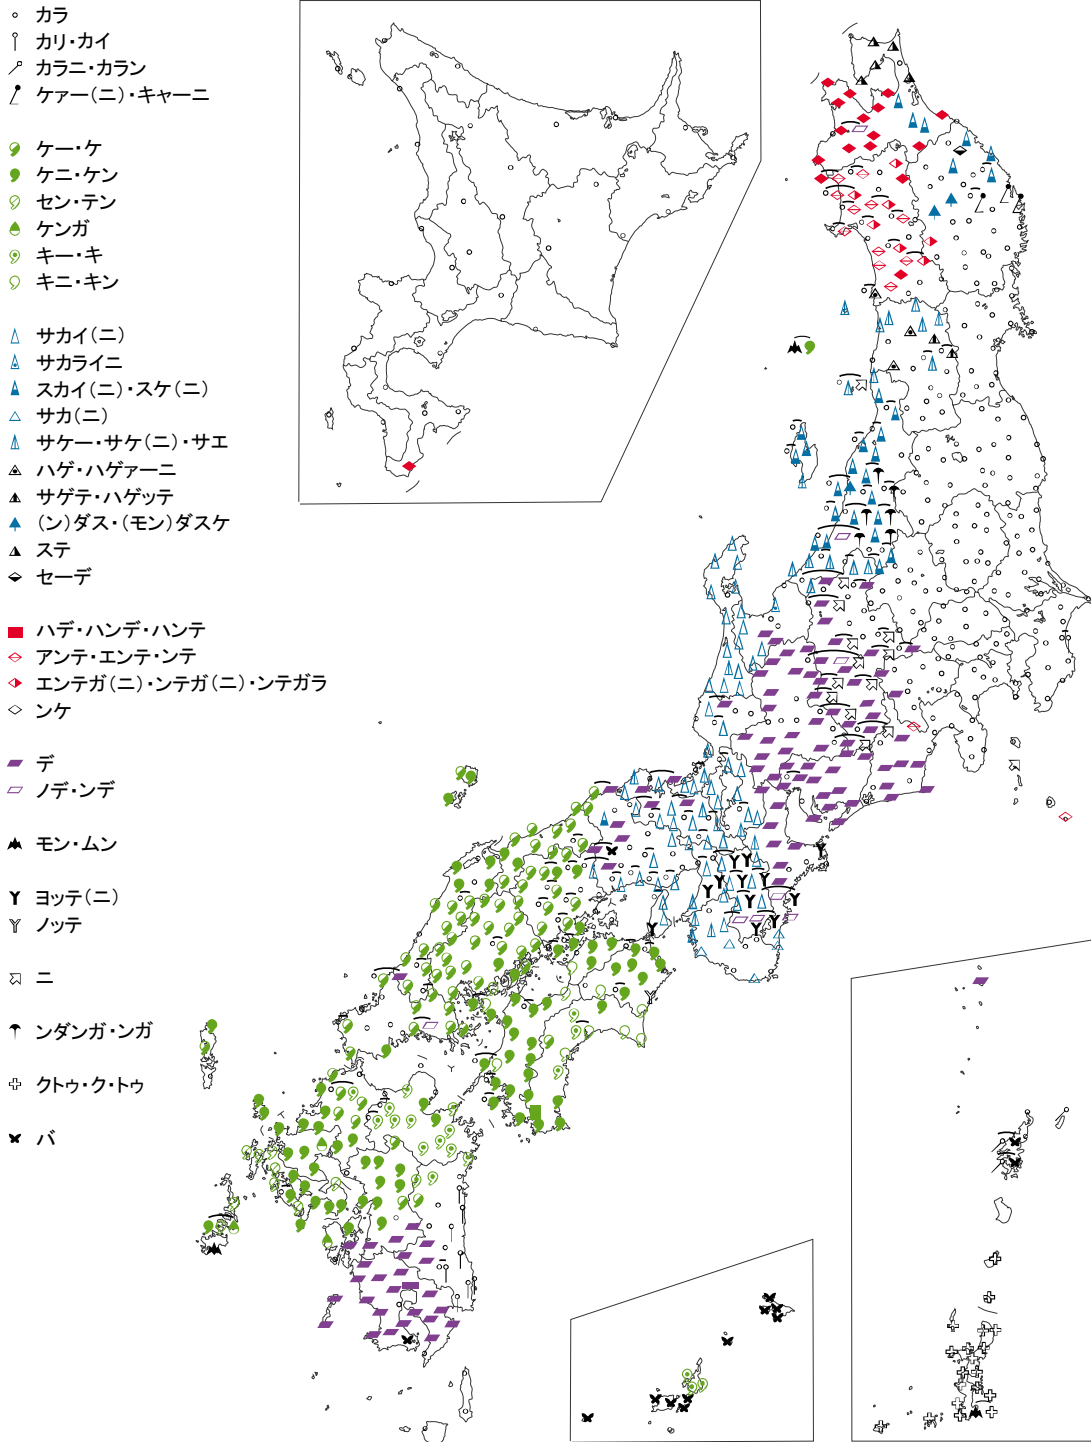 カラ
カリ・カイ
カラニ・カラン
ケァー(ニ)・キャーニ
ケー・ケ
ケニ・ケン
セン・テン
ケンガ
キー・キ
キニ・キン
サカイ(ニ)
サカライニ
スカイ(ニ)・スケ(ニ)
サカ(ニ)
サケー・サケ(ニ)・サエ
ハゲ・ハゲァーニ
サゲテ・ハゲッテ
(ン)ダス・(モン)ダスケ
ステ
セーデ
ハデ・ハンデ・ハンテ
アンテ・エンテ・ンテ
エンテガ(ニ)・ンテガ(ニ)・ンテガラ
ンケ
デ
ノデ・ンデ
モン・ムン
ヨッテ(ニ)
ノッテ
ニ
ンダンガ・ンガ
クトゥ・ク・トゥ
バ